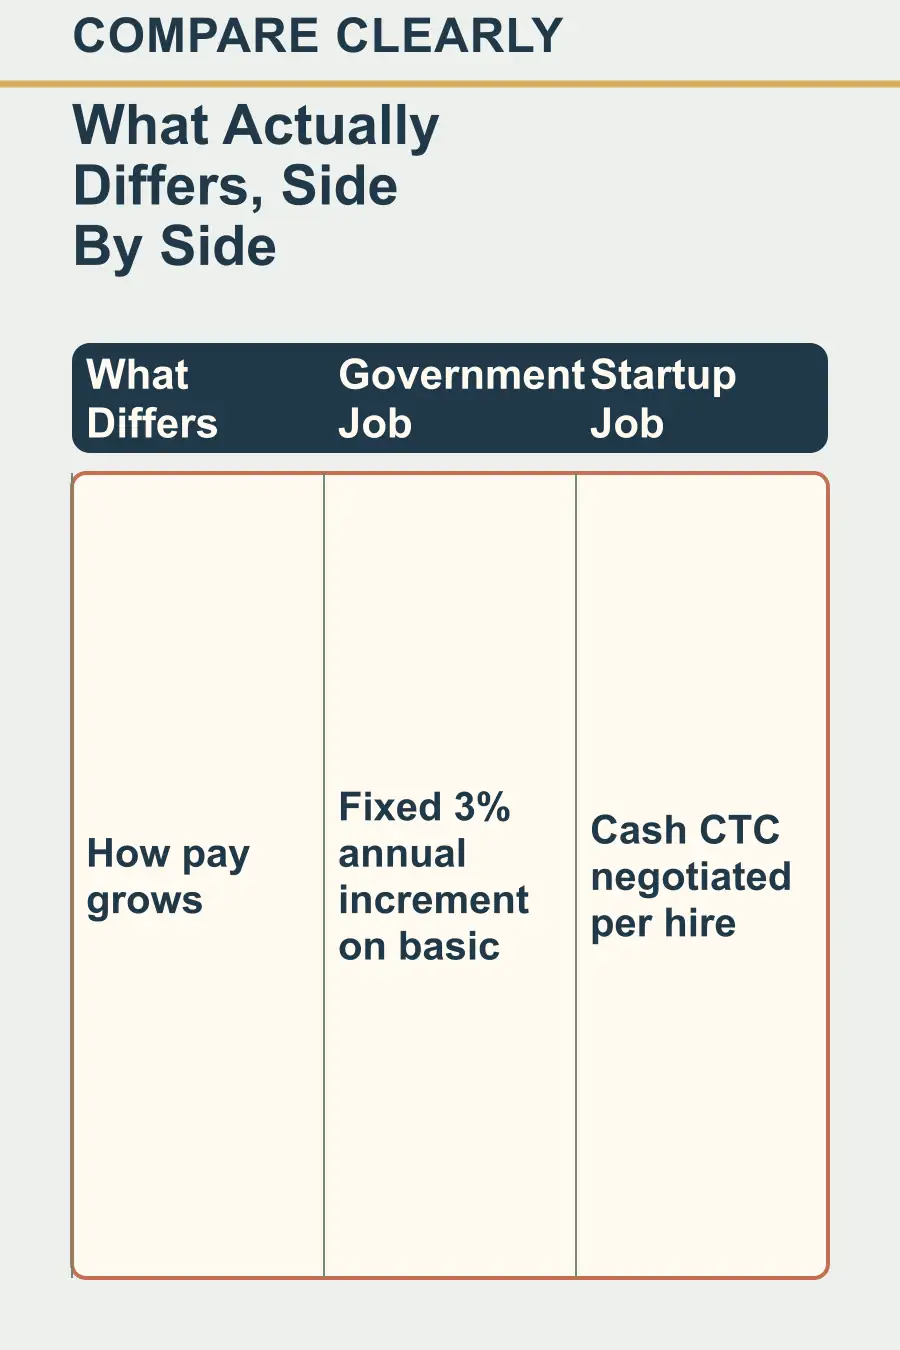 COMPARE CLEARLY
What Actually
Differs, Side
By Side
What
Differs
Government
Job
Startup
Job
How pay
grows
Fixed 3%
annual
increment
on basic
Cash CTC
negotiated
per hire